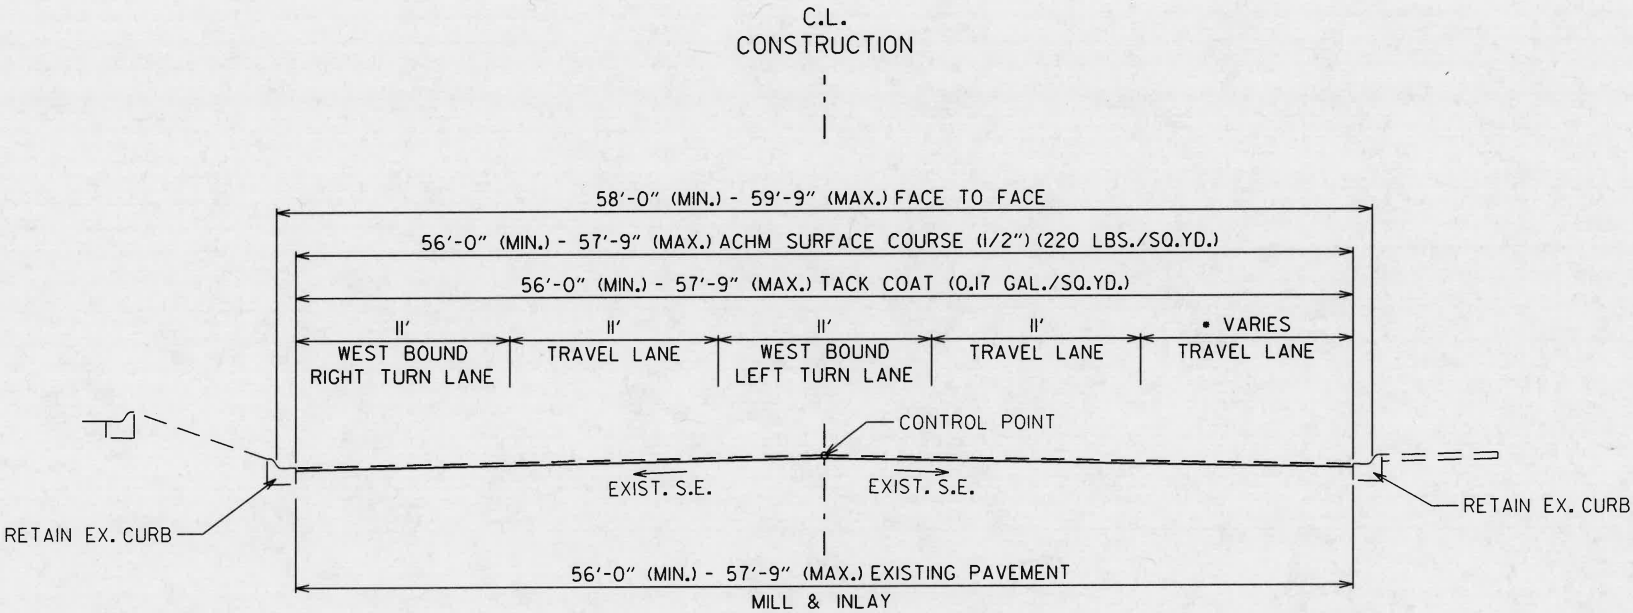 C.L.
CONSTRUCTION
58'-0" (MIN.) - 59'-9" (MAX.) FACE TO FACE
56'-0" (MIN.) - 57'-9" (MAX.) ACHM SURFACE COURSE (1/2") (220 LBS./SQ.YD.)
56'-0" (MIN.) - 57'-9" (MAX.) TACK COAT (0.17 GAL./SQ.YD.)
11'
WEST BOUND
RIGHT TURN LANE
11'
TRAVEL LANE
11'
WEST BOUND
LEFT TURN LANE
11'
TRAVEL LANE
• VARIES
TRAVEL LANE
CONTROL POINT
EXIST. S.E.
EXIST. S.E.
RETAIN EX. CURB
RETAIN EX. CURB
56'-0" (MIN.) - 57'-9" (MAX.) EXISTING PAVEMENT
MILL & INLAY